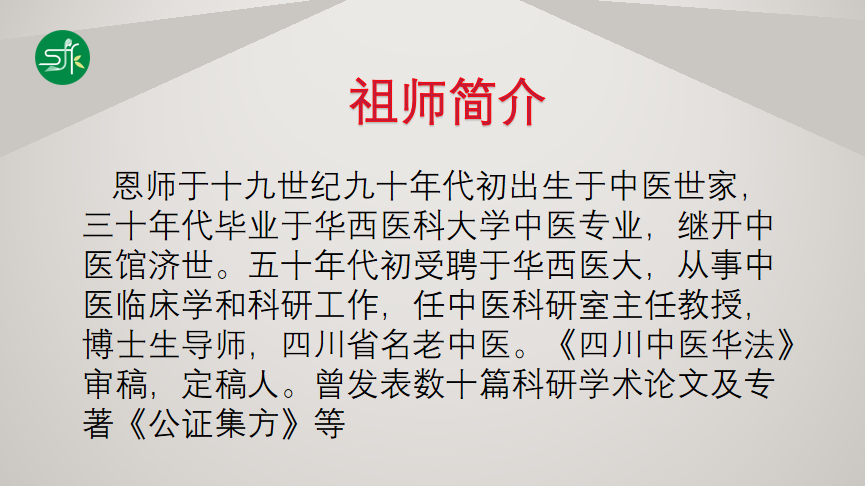 祖师简介
恩师于十九世纪九十年代初出生于中医世家，
三十年代毕业于华西医科大学中医专业，继开中
医馆济世。五十年代初受聘于华西医大，从事中
医临床学和科研工作，任中医科研室主任教授，
博士生导师，四川省名老中医。《四川中医华法》
审稿，定稿人。曾发表数十篇科研学术论文及专
著《公证集方》等